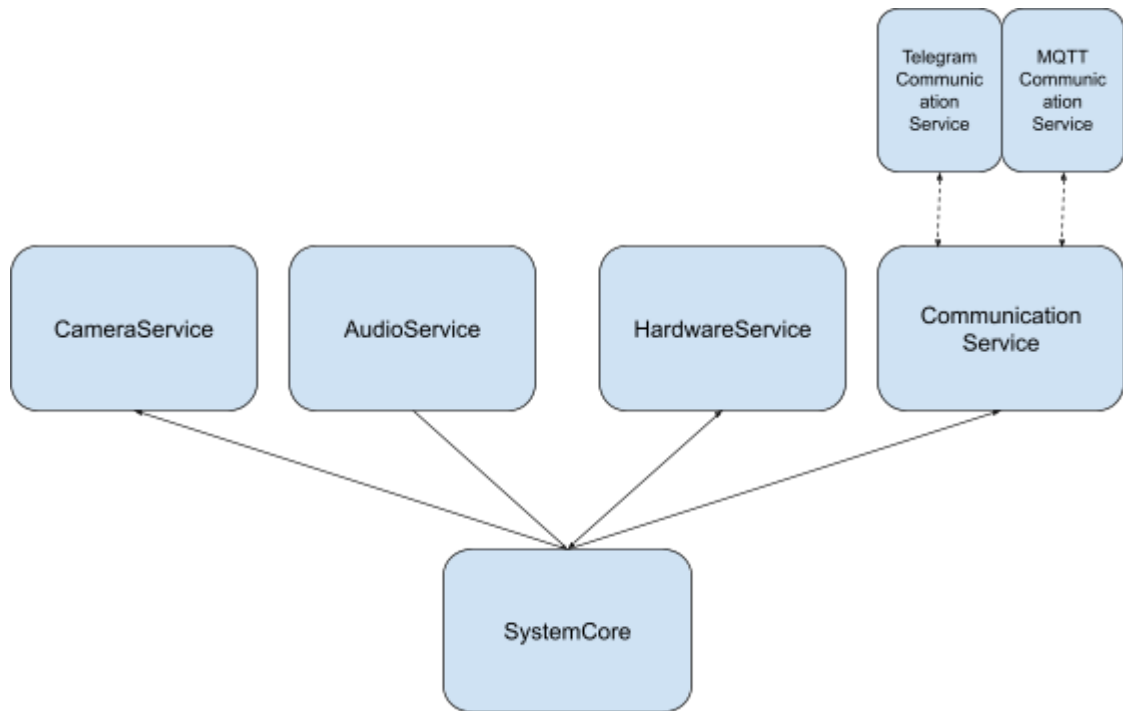 Telegram
Communic
ation
Service
MQTT
Communic
ation
Service
CameraService
AudioService
HardwareService
Communication
Service
SystemCore